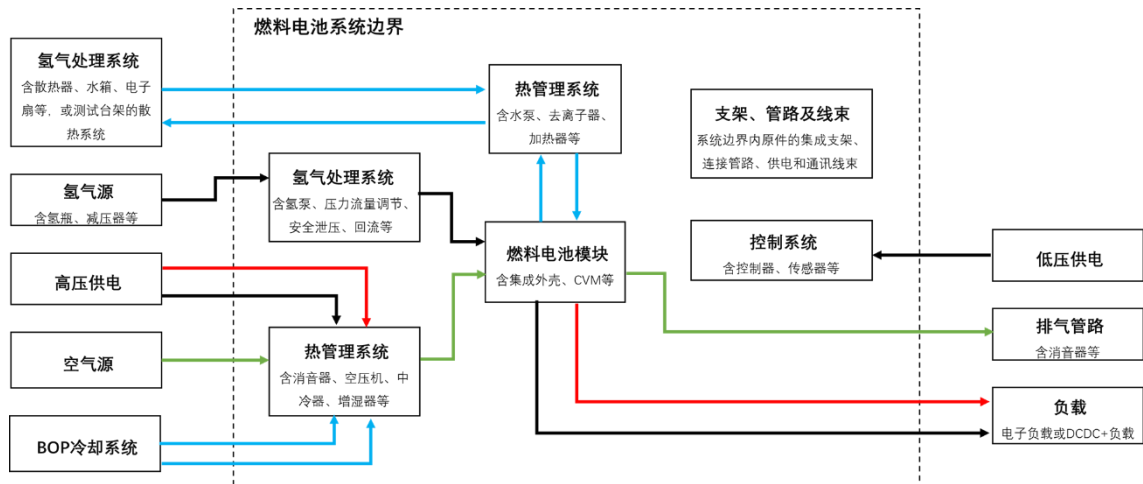 燃料电池系统边界
氢气处理系统
含散热器、水箱、电子
扇等，或测试台架的散
热系统
热管理系统
含水泵、去离子器、
加热器等
支架、管路及线束
系统边界内原件的集成支架、
连接管路、供电和通讯线束
氢气源
含氢瓶、减压器等
氢气处理系统
含氢泵、压力流量调节、
安全泄压、回流等
燃料电池模块
含集成外壳、CVM等
控制系统
含控制器、传感器等
低压供电
高压供电
排气管路
含消音器等
空气源
热管理系统
含消音器、空压机、中
冷器、增湿器等
负载
电子负载或DCDC+负载
BOP冷却系统